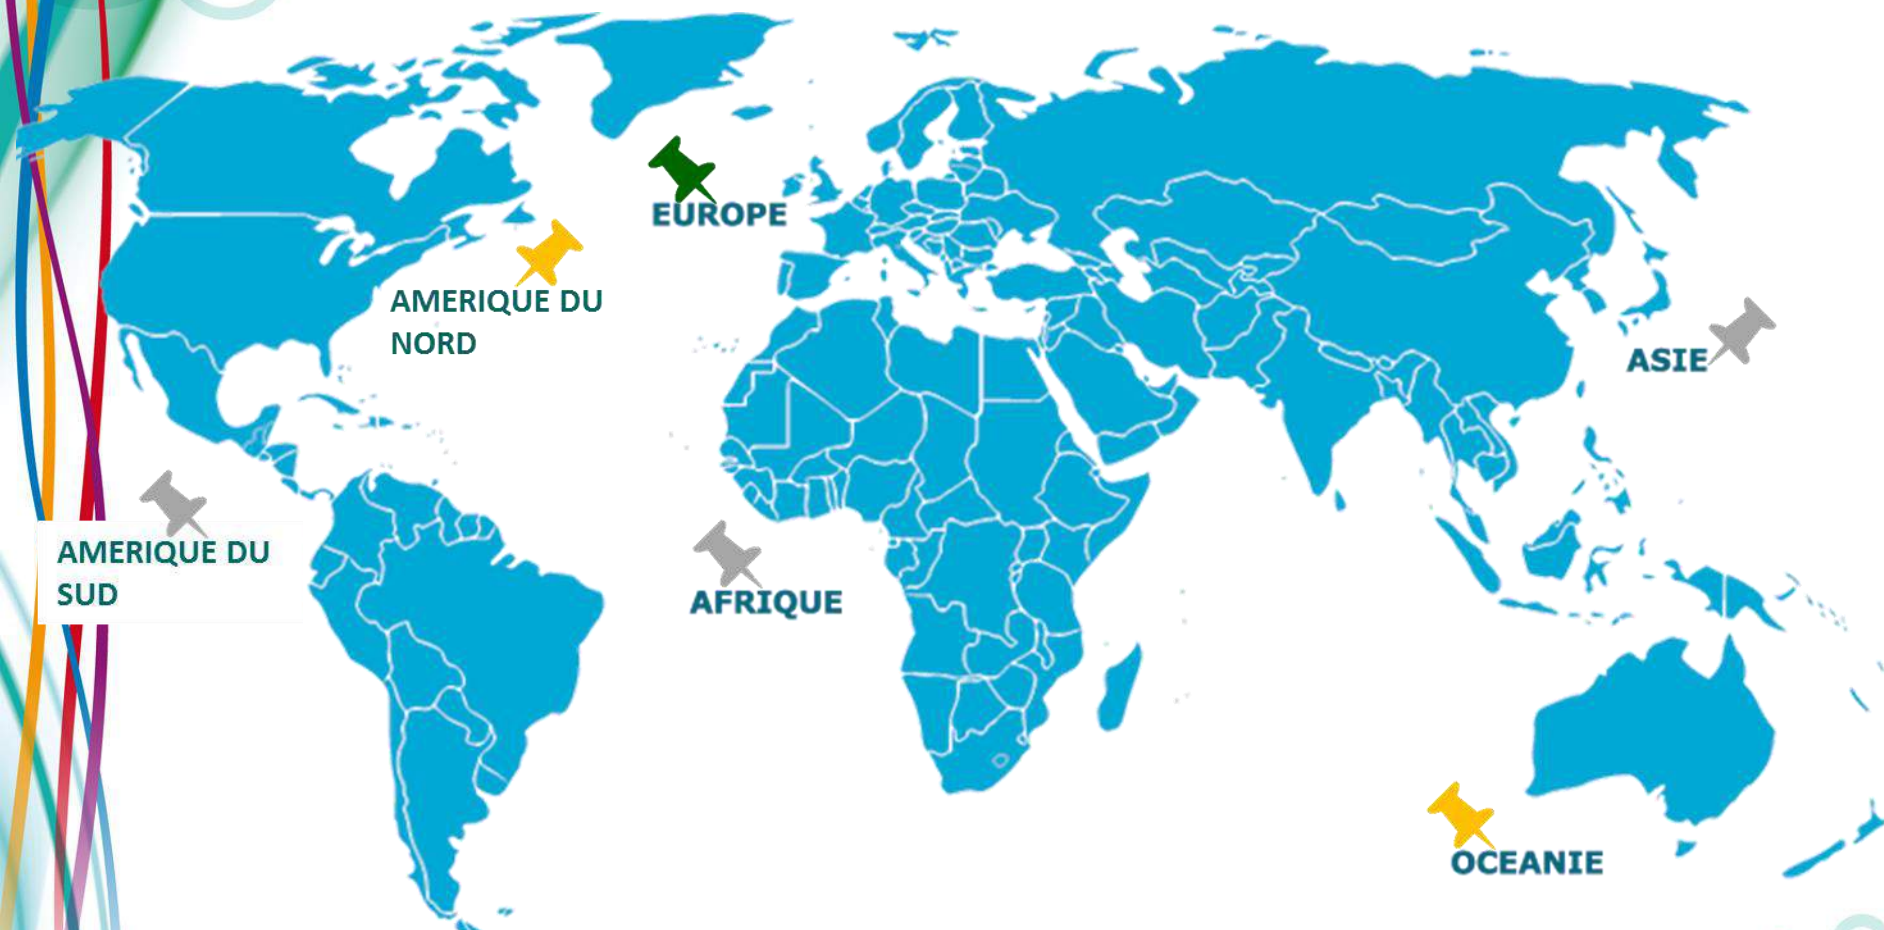 EUROPE
AMERIQUE DU
NORD
ASIE
AMERIQUE DU
SUD
AFRIQUE
OCEANIE